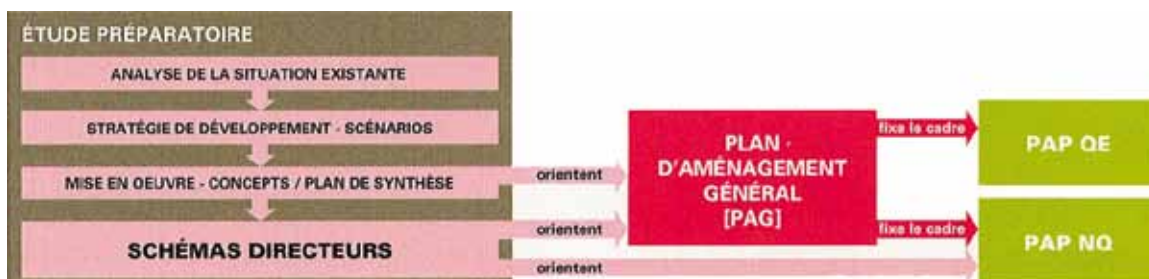 ÉTUDE PRÉPARATOIRE
ANALYSE DE LA SITUATION EXISTANTE
STRATÉGIE DE DÉVELOPPEMENT - SCÉNARIOS
MISE EN OEUVRE - CONCEPTS / PLAN DE SYNTHÈSE
SCHÉMAS DIRECTEURS
orientent
orientent
orientent
PLAN -
D'AMÉNAGEMENT
GÉNÉRAL
[PAG]
fixe le cadre
fixe le cadre
PAP QE
PAP NQ